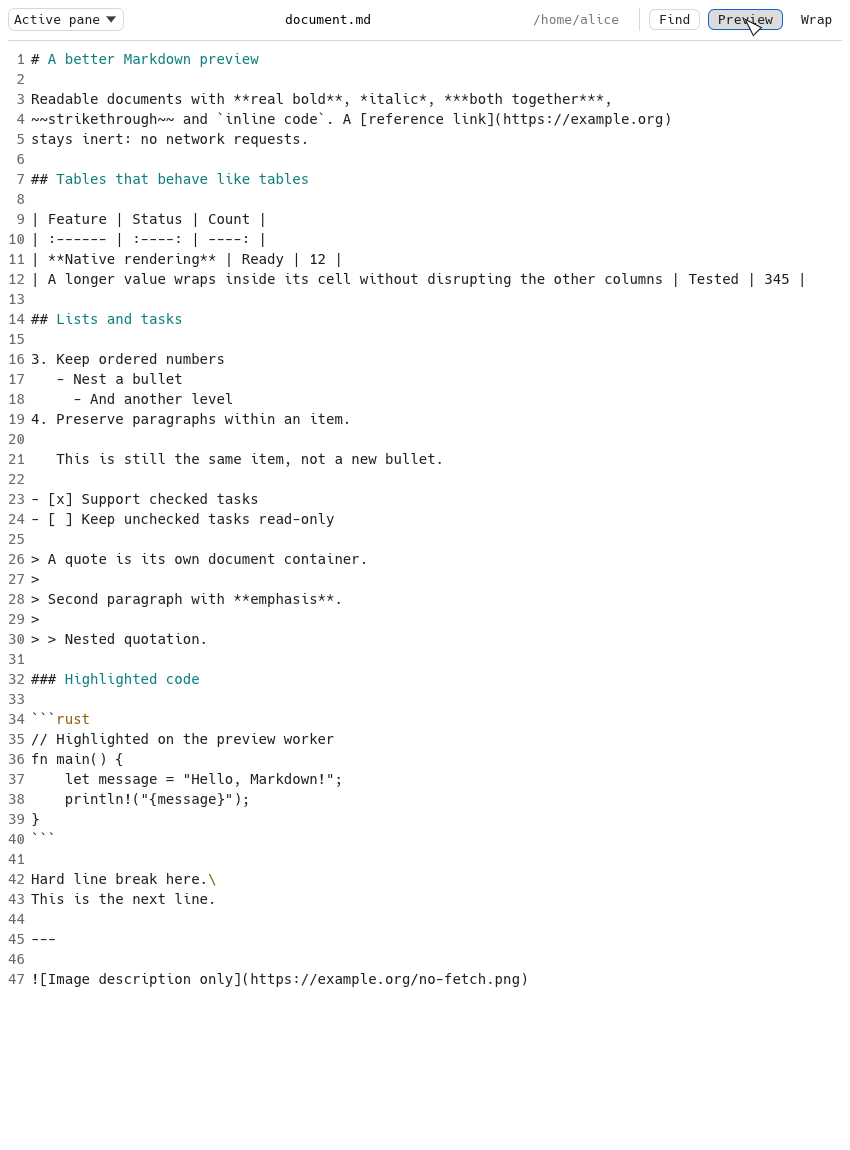 Active pane document.md /home/alice Find Preview Wrap
1 # A better Markdown preview
2
3 Readable documents with **real bold**, *italic*, ***both together***,
4 ~~strikethrough~~ and `inline code`. A [reference link](https://example.org)
5 stays inert: no network requests.
6
7 ## Tables that behave like tables
8
9 | Feature | Status | Count |
10 | :------ | :----: | ----: |
11 | **Native rendering** | Ready | 12 |
12 | A longer value wraps inside its cell without disrupting the other columns | Tested | 345 |
13
14 ## Lists and tasks
15
16 3. Keep ordered numbers
17    - Nest a bullet
18      - And another level
19 4. Preserve paragraphs within an item.
20
21    This is still the same item, not a new bullet.
22
23 - [x] Support checked tasks
24 - [ ] Keep unchecked tasks read-only
25
26 > A quote is its own document container.
27 >
28 > Second paragraph with **emphasis**.
29 >
30 > > Nested quotation.
31
32 ### Highlighted code
33
34 ```rust
35 // Highlighted on the preview worker
36 fn main() {
37     let message = "Hello, Markdown!";
38     println!("{message}");
39 }
40 ```
41
42 Hard line break here.\
43 This is the next line.
44
45 ---
46
47 ![Image description only](https://example.org/no-fetch.png)